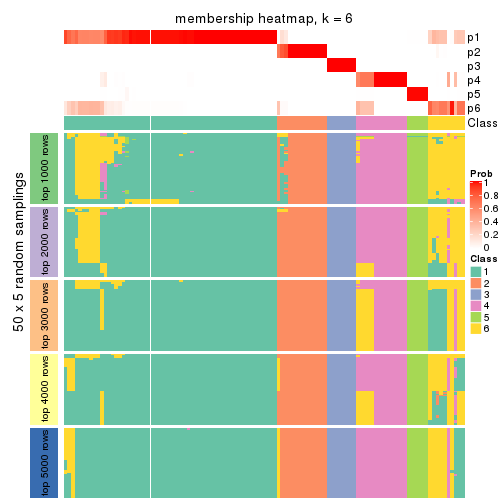 membership heatmap, k = 6
p1
p2
p3
p4
p5
p6
Class
50 x 5 random samplings
top 1000 rows
top 2000 rows
top 3000 rows
top 4000 rows
top 5000 rows
Prob
1
0.8
0.6
0.4
0.2
0
Class
1
2
3
4
5
6